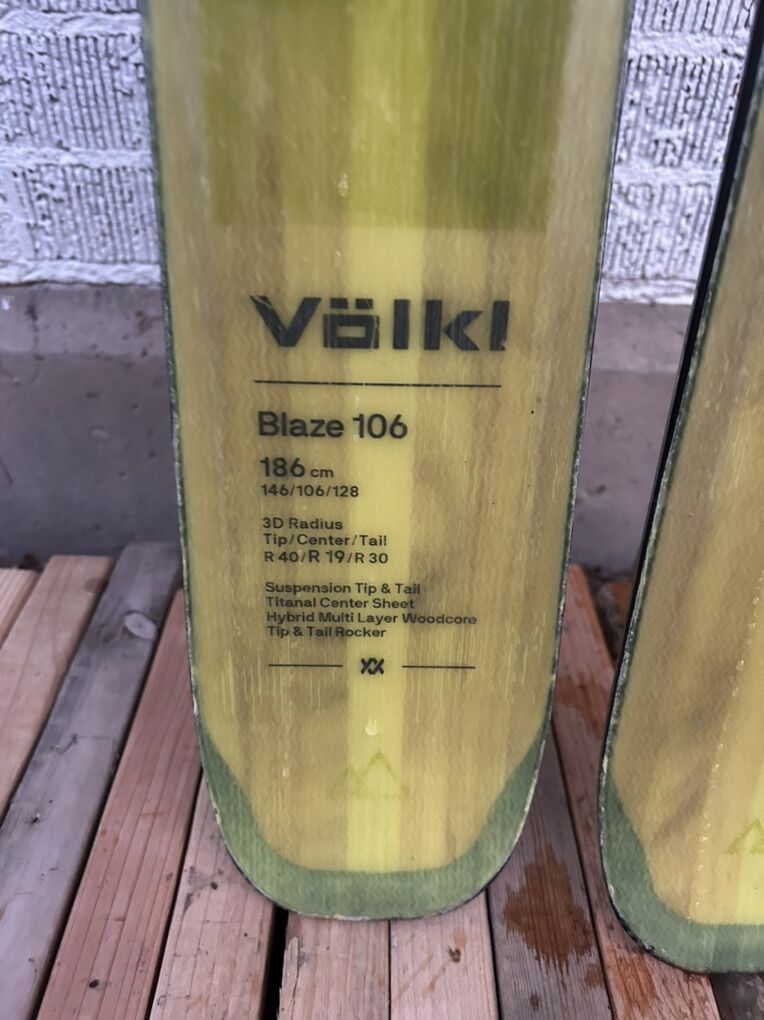 Völkl
Blaze 106
186 cm
146/106/128
3D Radius
Tip/Center/Tail
R 40/R 19/R 30
Suspension Tip & Tail
Titanal Center Sheet
Hybrid Multi Layer Woodcore
Tip & Tail Rocker